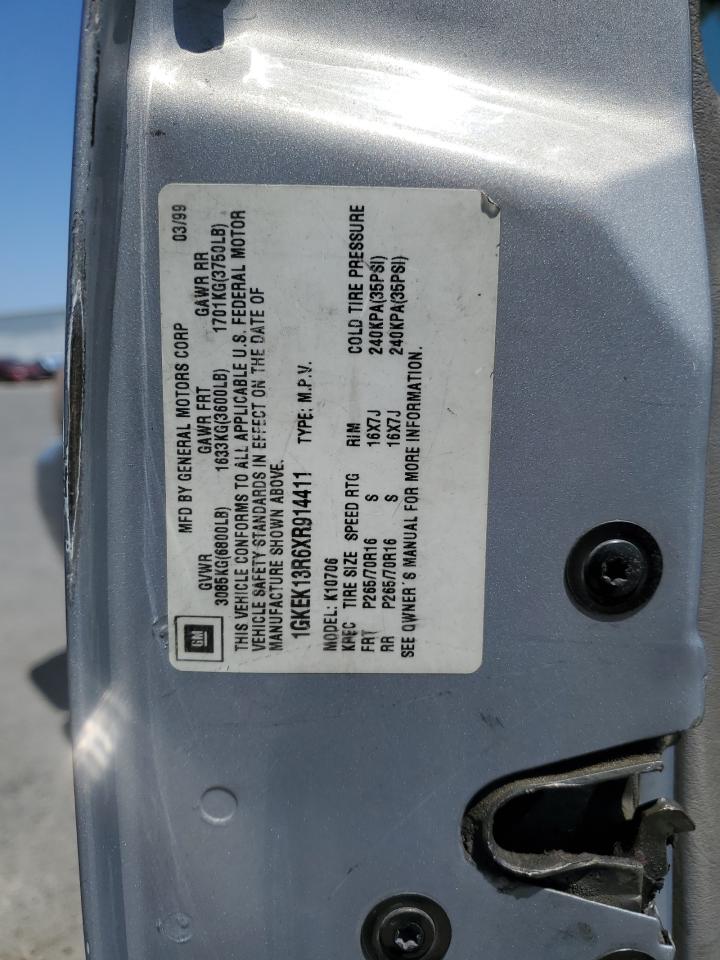 MFD BY GENERAL MOTORS CORP 03/99
GVWR GAWR FRT GAWR RR
3085KG(6800LB) 1633KG(3600LB) 1701KG(3750LB)
THIS VEHICLE CONFORMS TO ALL APPLICABLE U.S. FEDERAL MOTOR
VEHICLE SAFETY STANDARDS IN EFFECT ON THE DATE OF
MANUFACTURE SHOWN ABOVE.
1GKEK13R6XR914411 TYPE: M.P.V.
MODEL: K10706
KPEC TIRE SIZE SPEED RTG RIM COLD TIRE PRESSURE
FRT P265/70R16 S 16X7J 240KPA(35PSI)
RR P265/70R16 S 16X7J 240KPA(35PSI)
SEE OWNER'S MANUAL FOR MORE INFORMATION.
GM